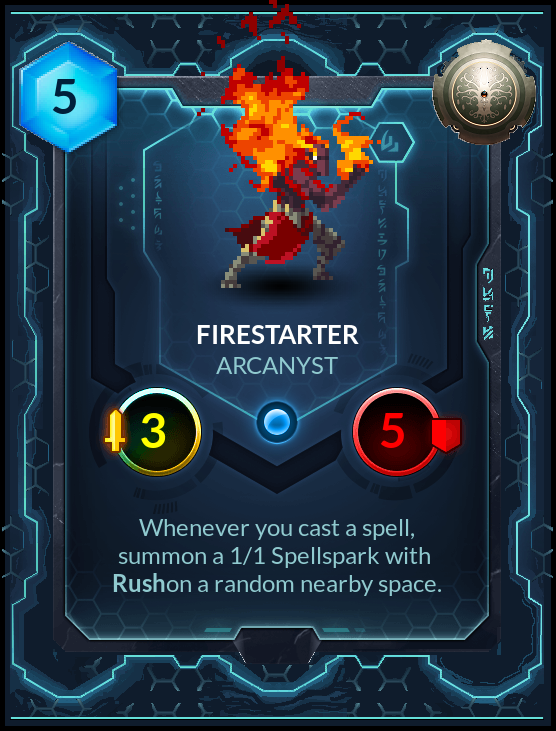 5
FIRESTARTER
ARCANYST
3
5
Whenever you cast a spell,
summon a 1/1 Spellspark with
Rushon a random nearby space.